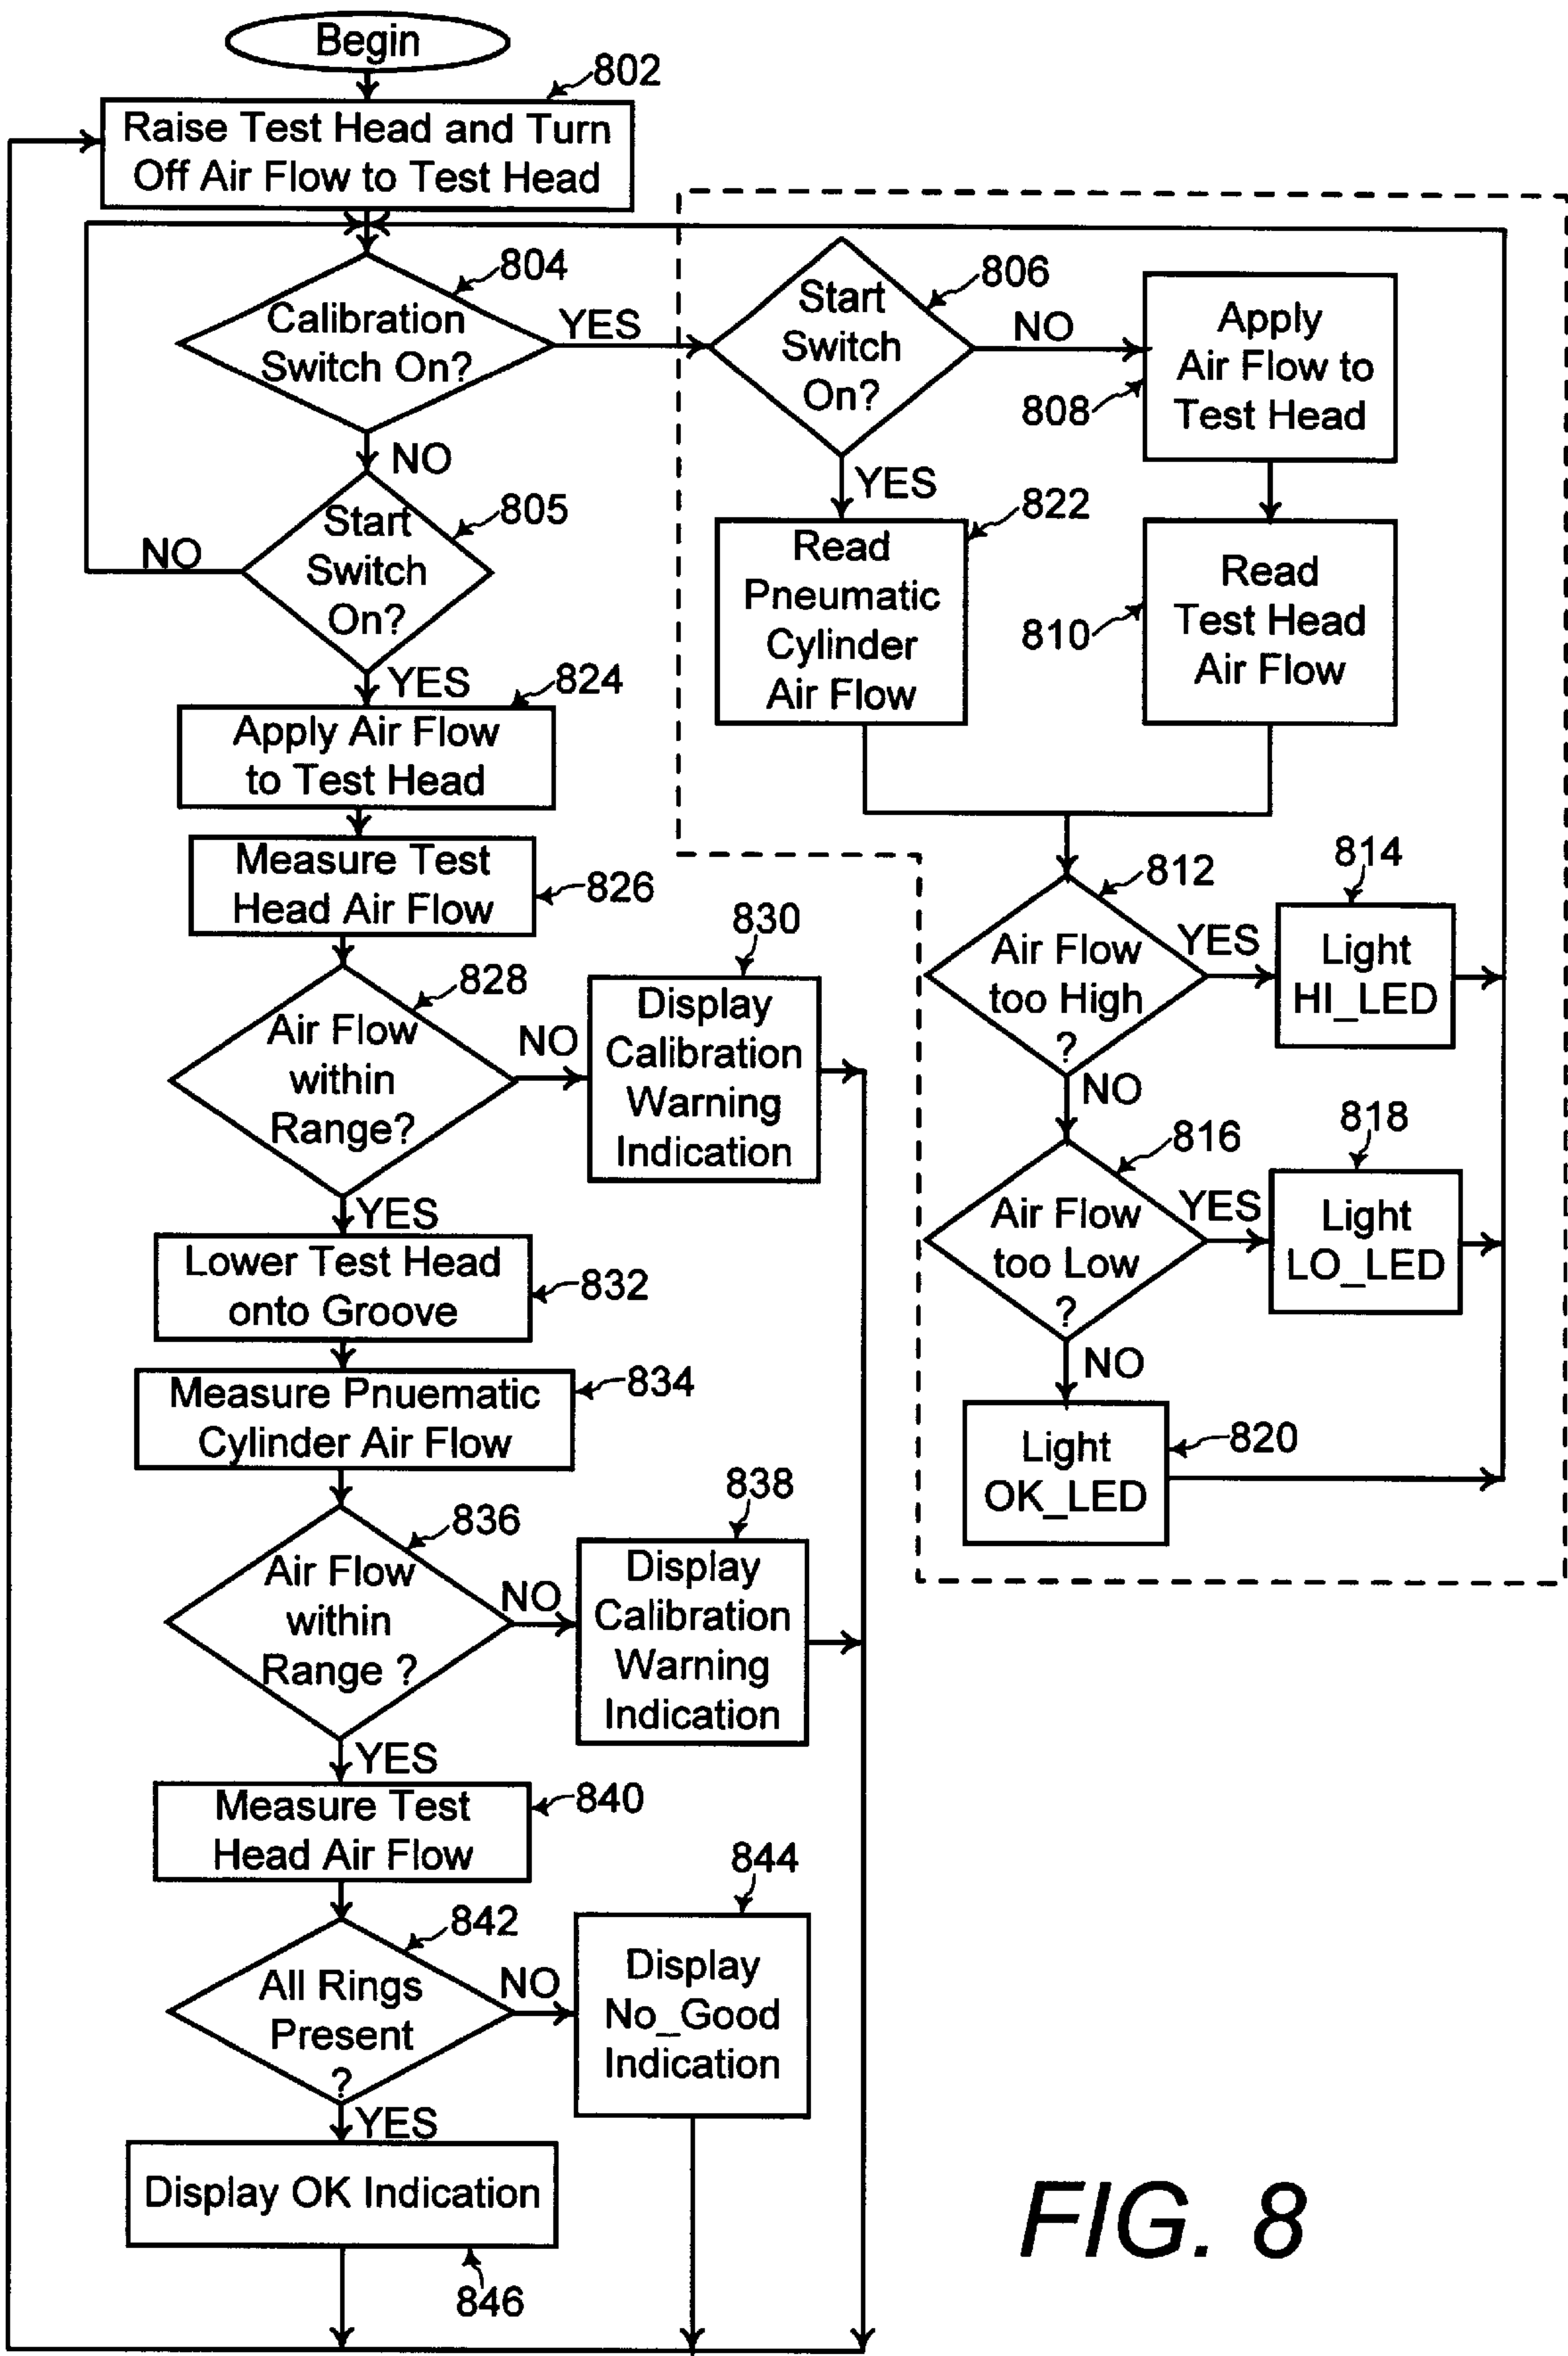 Begin
802
Raise Test Head and Turn
Off Air Flow to Test Head
804
Calibration
Switch On?
YES
NO
805
Start
Switch
On?
NO
YES
806
Start
Switch
On?
NO
YES
808
Apply
Air Flow to
Test Head
822
Read
Pneumatic
Cylinder
Air Flow
810
Read
Test Head
Air Flow
812
Air Flow
too High
?
YES
NO
814
Light
HI_LED
816
Air Flow
too Low
?
YES
NO
818
Light
LO_LED
820
Light
OK_LED
824
Apply Air Flow
to Test Head
826
Measure Test
Head Air Flow
828
Air Flow
within
Range?
NO
YES
830
Display
Calibration
Warning
Indication
832
Lower Test Head
onto Groove
834
Measure Pnuematic
Cylinder Air Flow
836
Air Flow
within
Range ?
NO
YES
838
Display
Calibration
Warning
Indication
840
Measure Test
Head Air Flow
842
All Rings
Present
?
NO
YES
844
Display
No_Good
Indication
Display OK Indication
846
FIG. 8